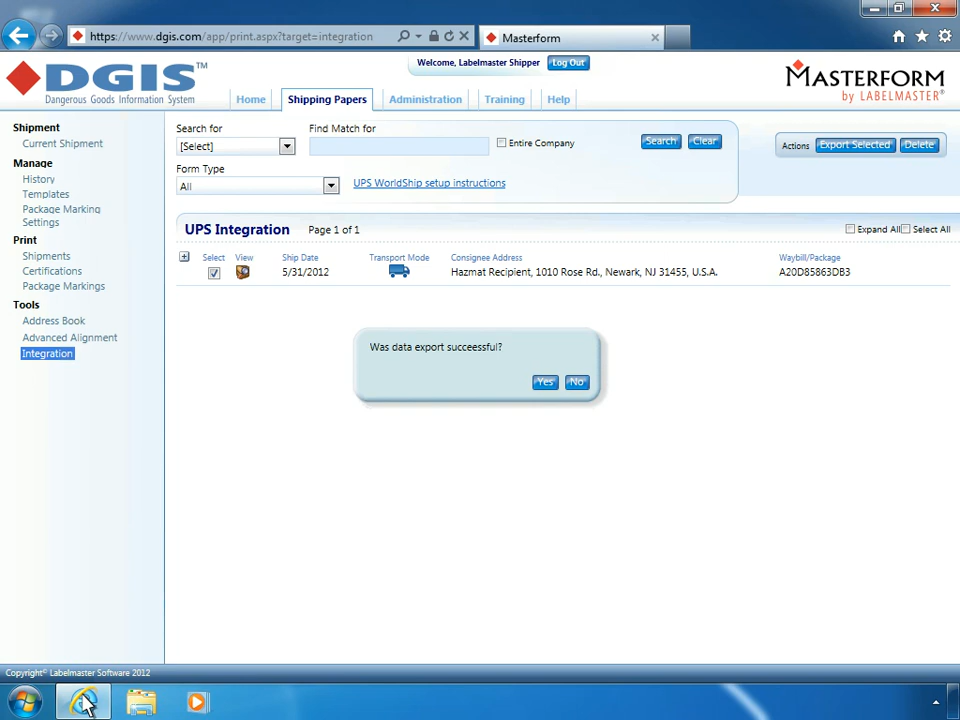 https://www.dgis.com/app/print.aspx?target=integration
Masterform
DGIS™
Dangerous Goods Information System
Welcome, Labelmaster Shipper
Log Out
MASTERFORM
by LABELMASTER®
Home
Shipping Papers
Administration
Training
Help
Shipment
Current Shipment
Manage
History
Templates
Package Marking
Settings
Print
Shipments
Certifications
Package Markings
Tools
Address Book
Advanced Alignment
Integration
Search for
Find Match for
[Select]
Entire Company
Search
Clear
Form Type
All
UPS WorldShip setup instructions
Actions
Export Selected
Delete
UPS Integration
Page 1 of 1
Expand All
Select All
Select
View
Ship Date
Transport Mode
Consignee Address
Waybill/Package
5/31/2012
Hazmat Recipient, 1010 Rose Rd., Newark, NJ 31455, U.S.A.
A20D85863DB3
Was data export succeessful?
Yes
No
Copyright© Labelmaster Software 2012